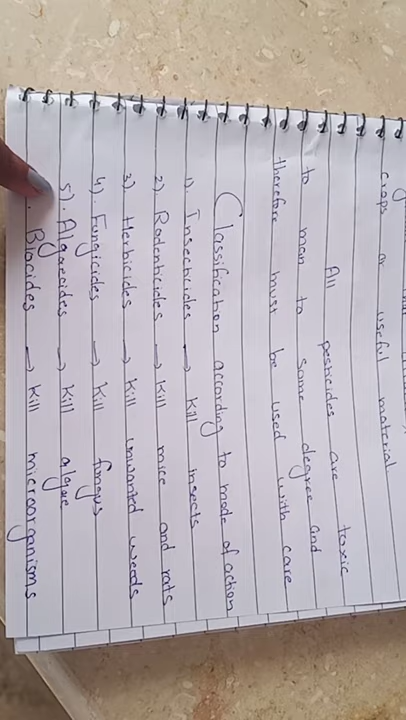 crops or useful material
All pesticides are toxic
to man to some degree and
therefore must be used with care
Classification according to mode of action
1). Insecticides → Kill insects
2) Rodenticides → Kill mice and rats
3) Herbicides → Kill unwanted weeds
4). Fungicides → Kill fungus
5). Algaecides → Kill algae
Biocides → Kill microorganisms